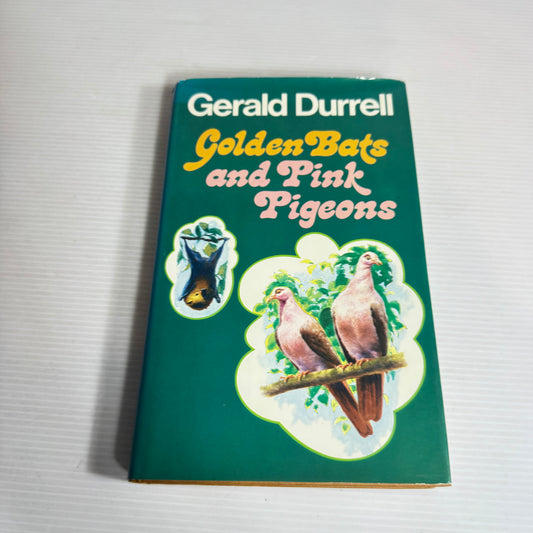 Gerald Durrell
Golden Bats
and Pink
Pigeons